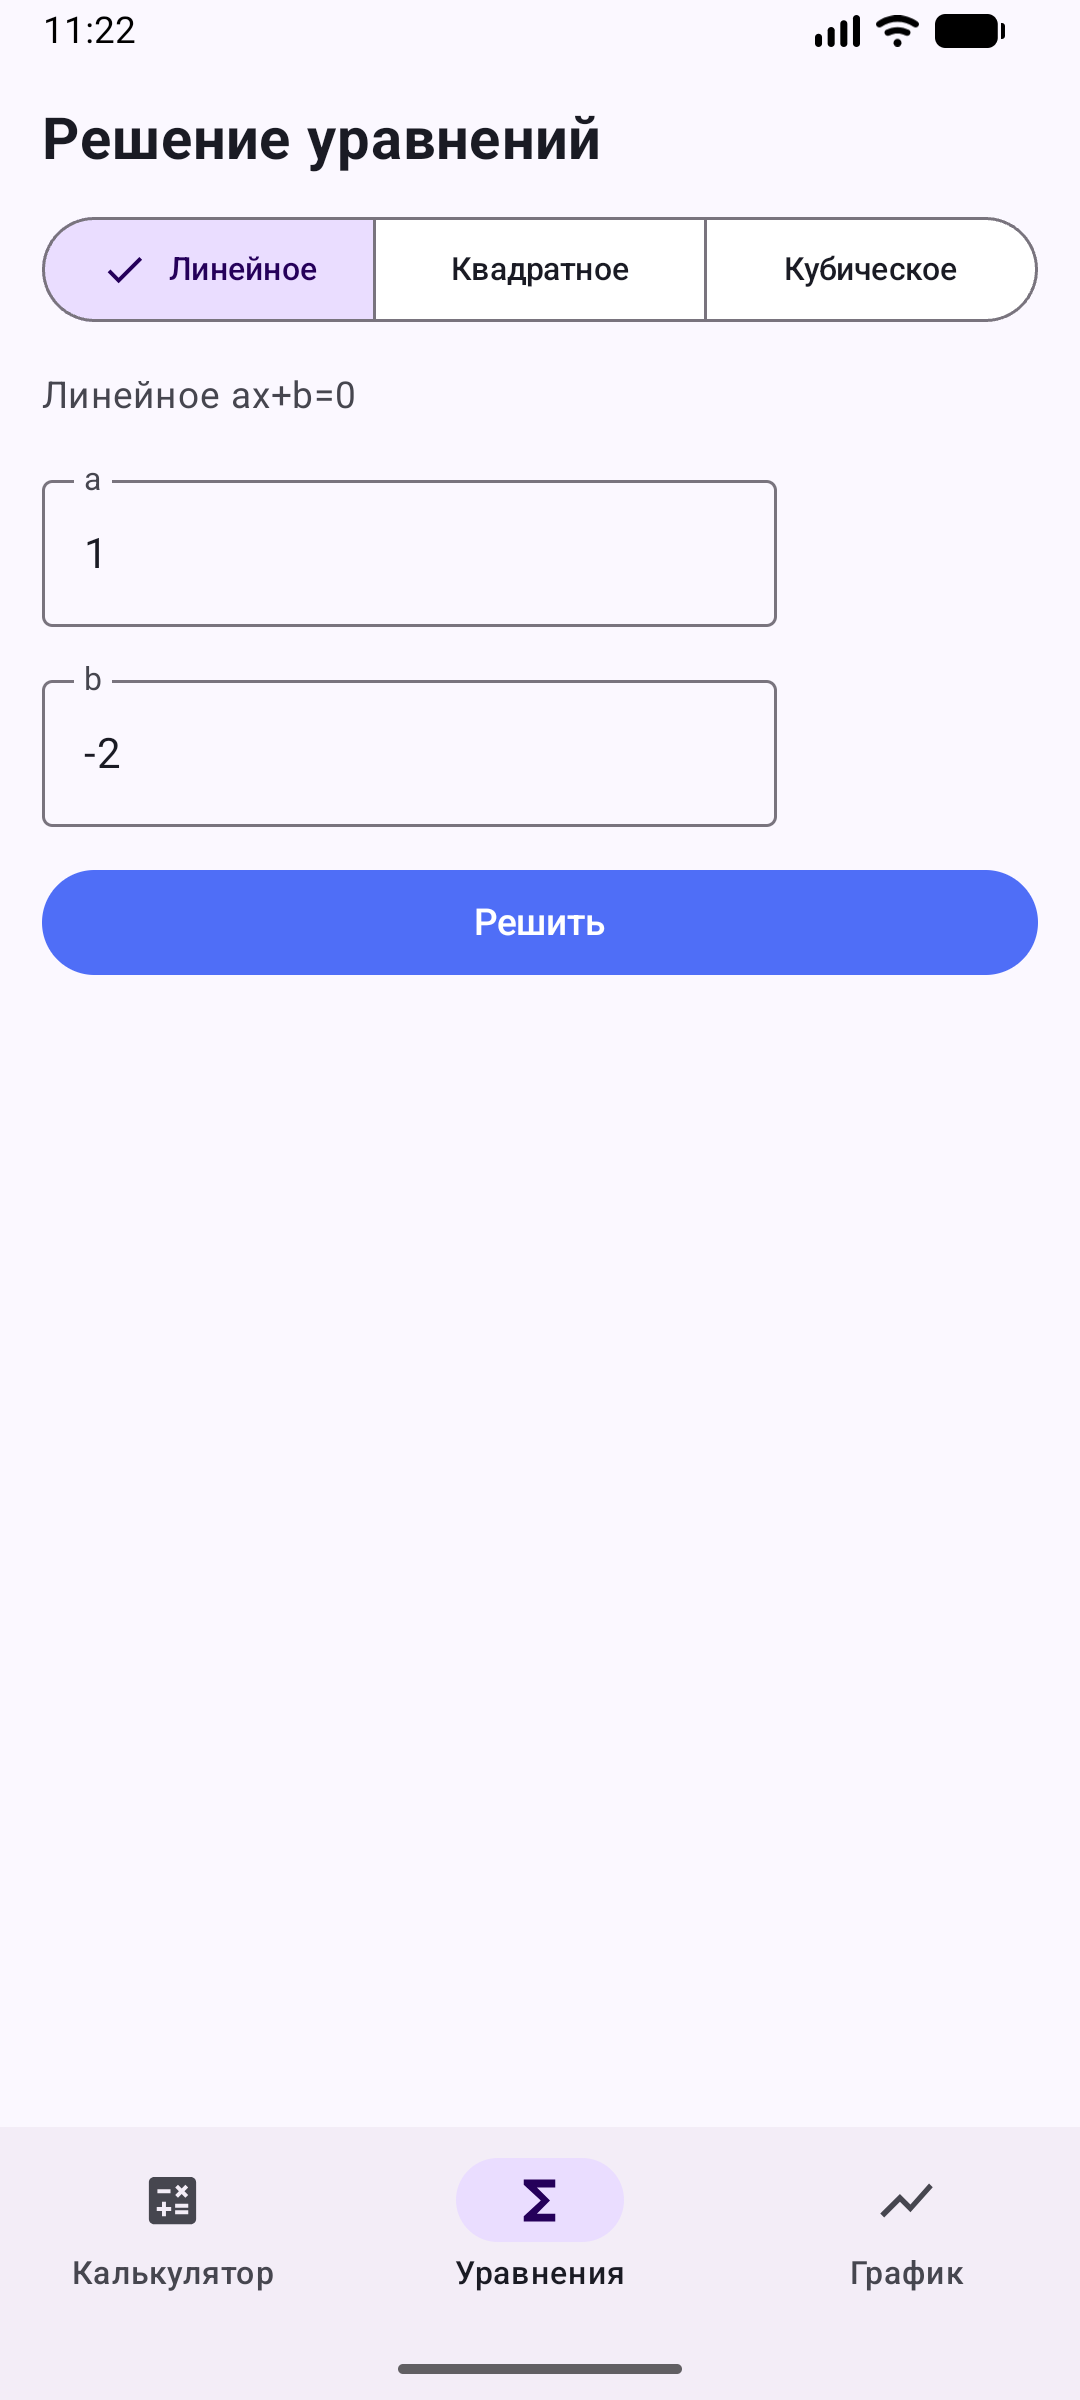 11:22
Решение уравнений
Линейное
Квадратное
Кубическое
Линейное ax+b=0
a
1
b
-2
Решить
Калькулятор
Уравнения
График